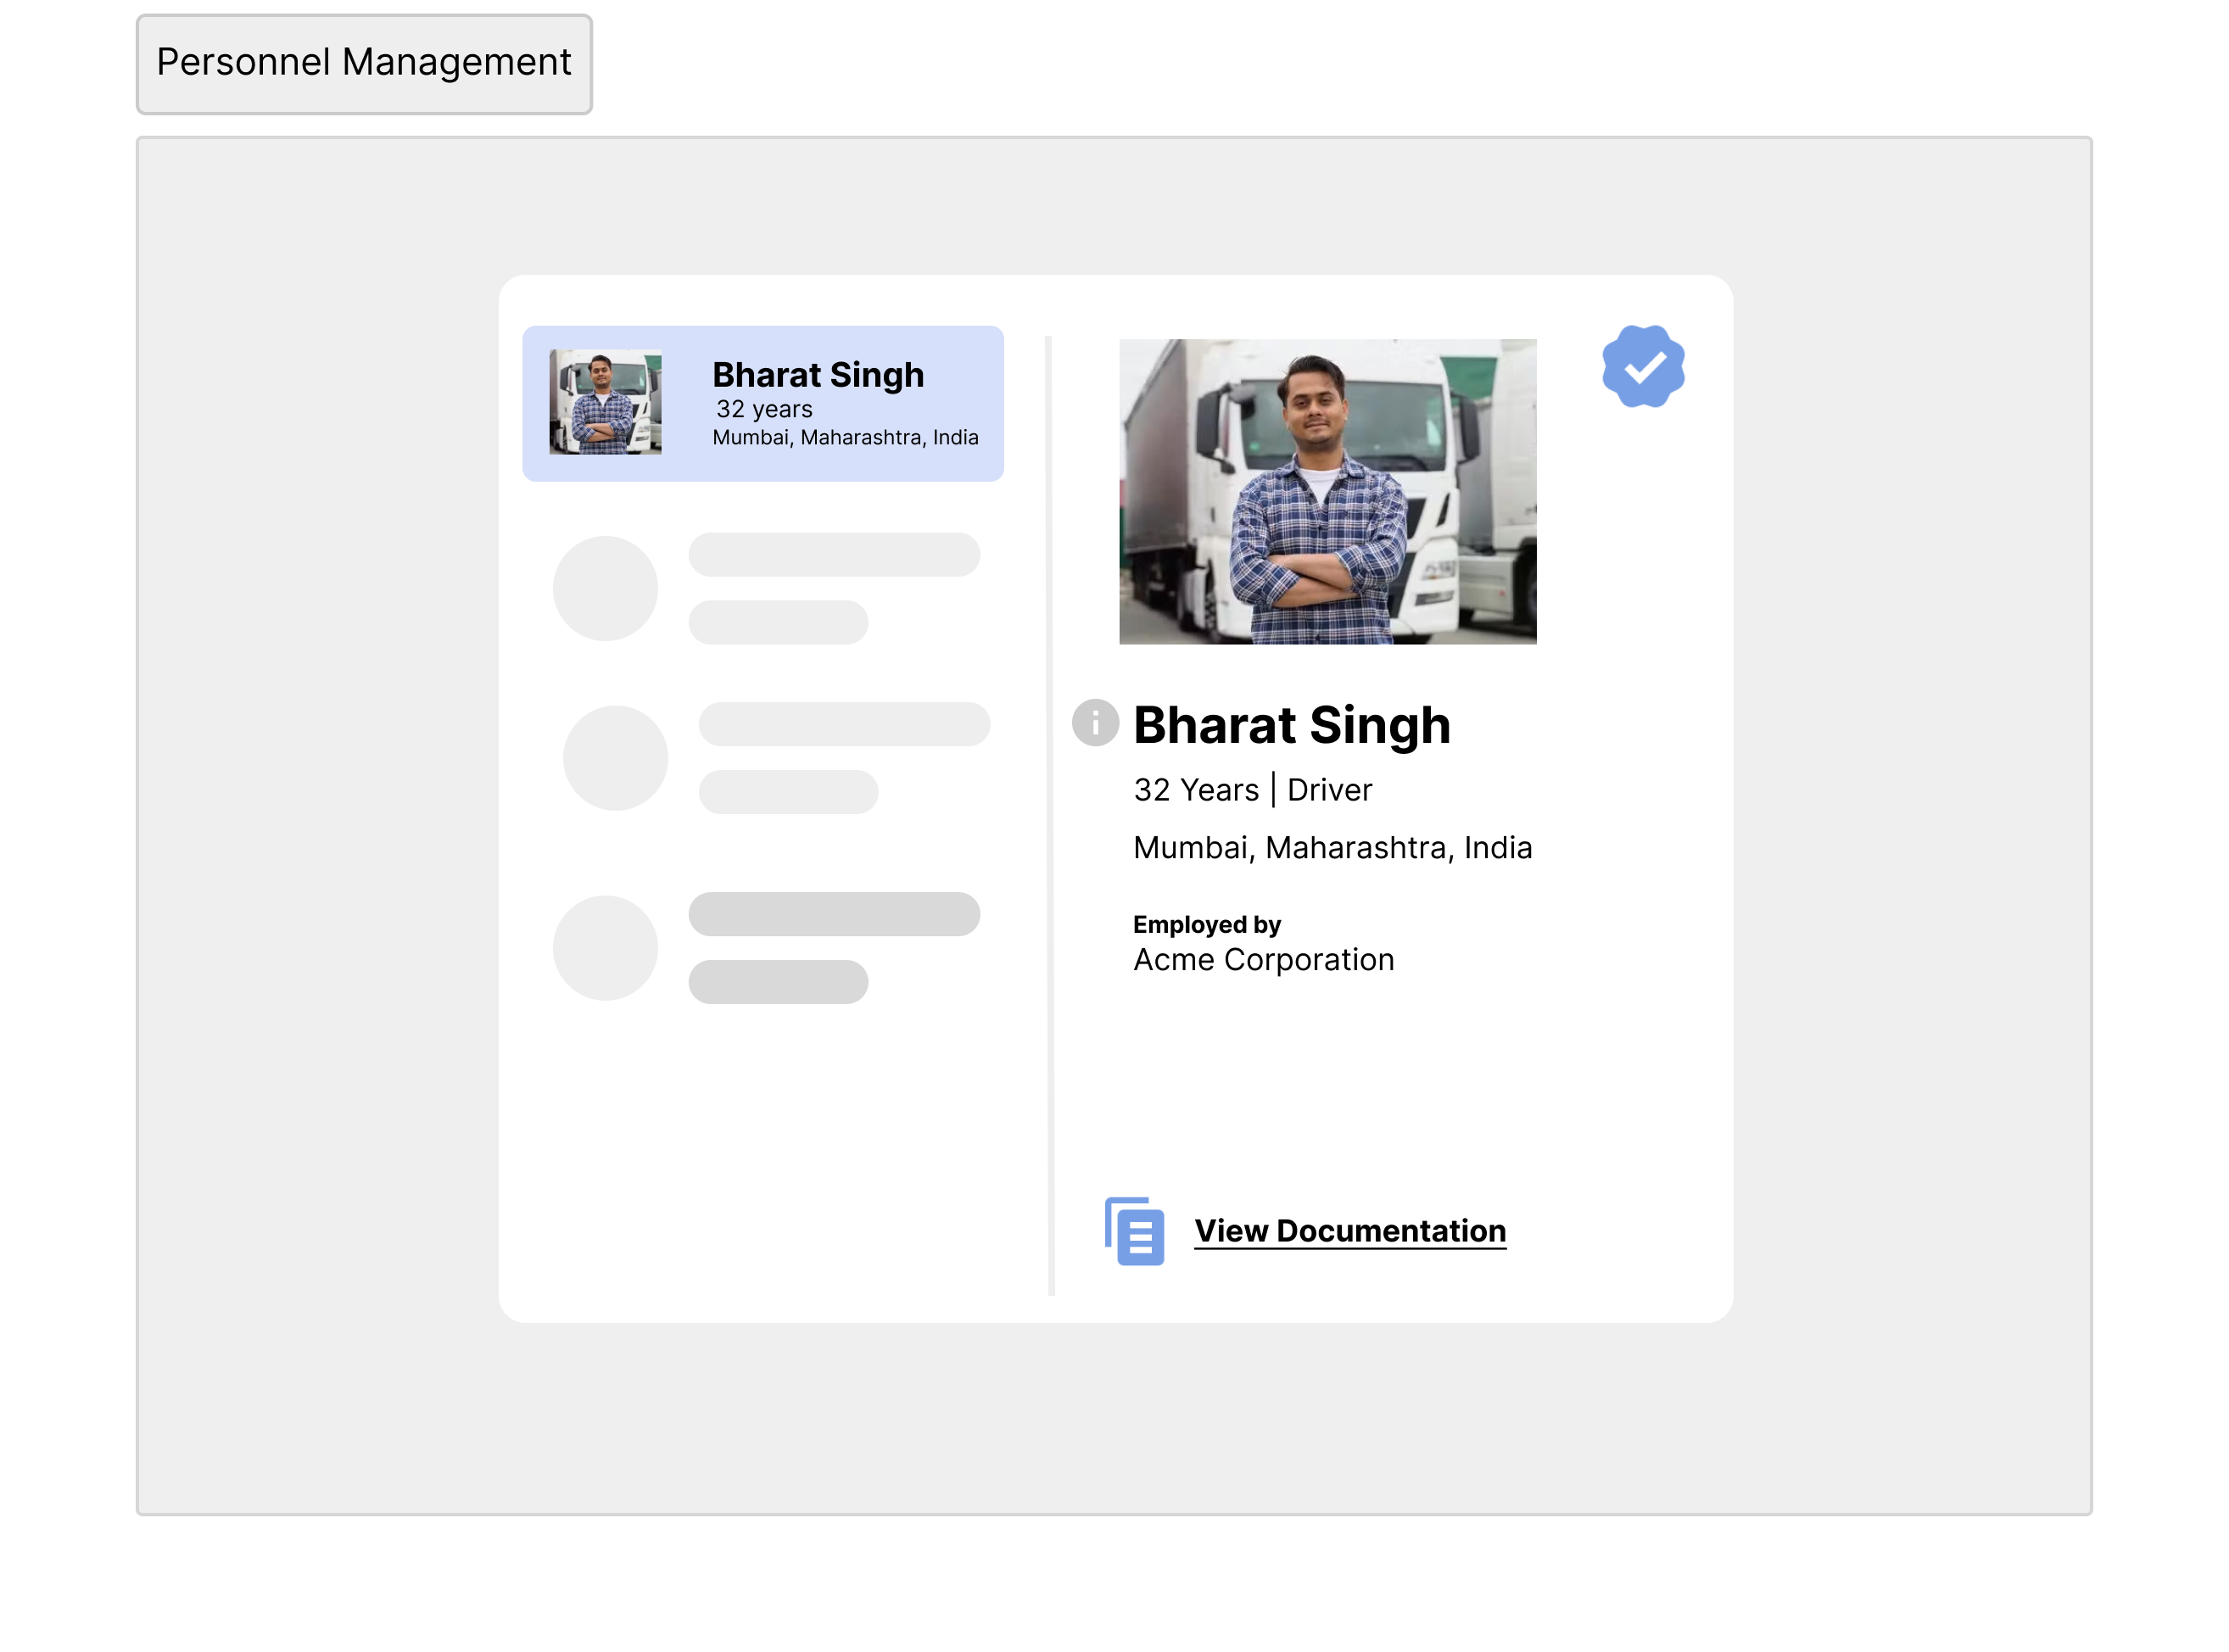 Personnel Management
Bharat Singh
32 years
Mumbai, Maharashtra, India
Bharat Singh
32 Years | Driver
Mumbai, Maharashtra, India
Employed by
Acme Corporation
View Documentation